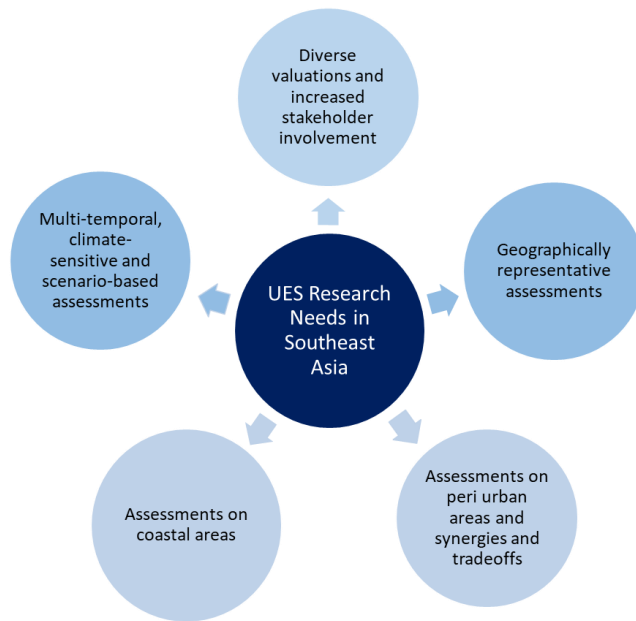 Diverse
valuations and
increased
stakeholder
involvement
Multi-temporal,
climate-
sensitive and
scenario-based
assessments
Geographically
representative
assessments
UES Research
Needs in
Southeast
Asia
Assessments on
coastal areas
Assessments on
peri urban
areas and
synergies and
tradeoffs